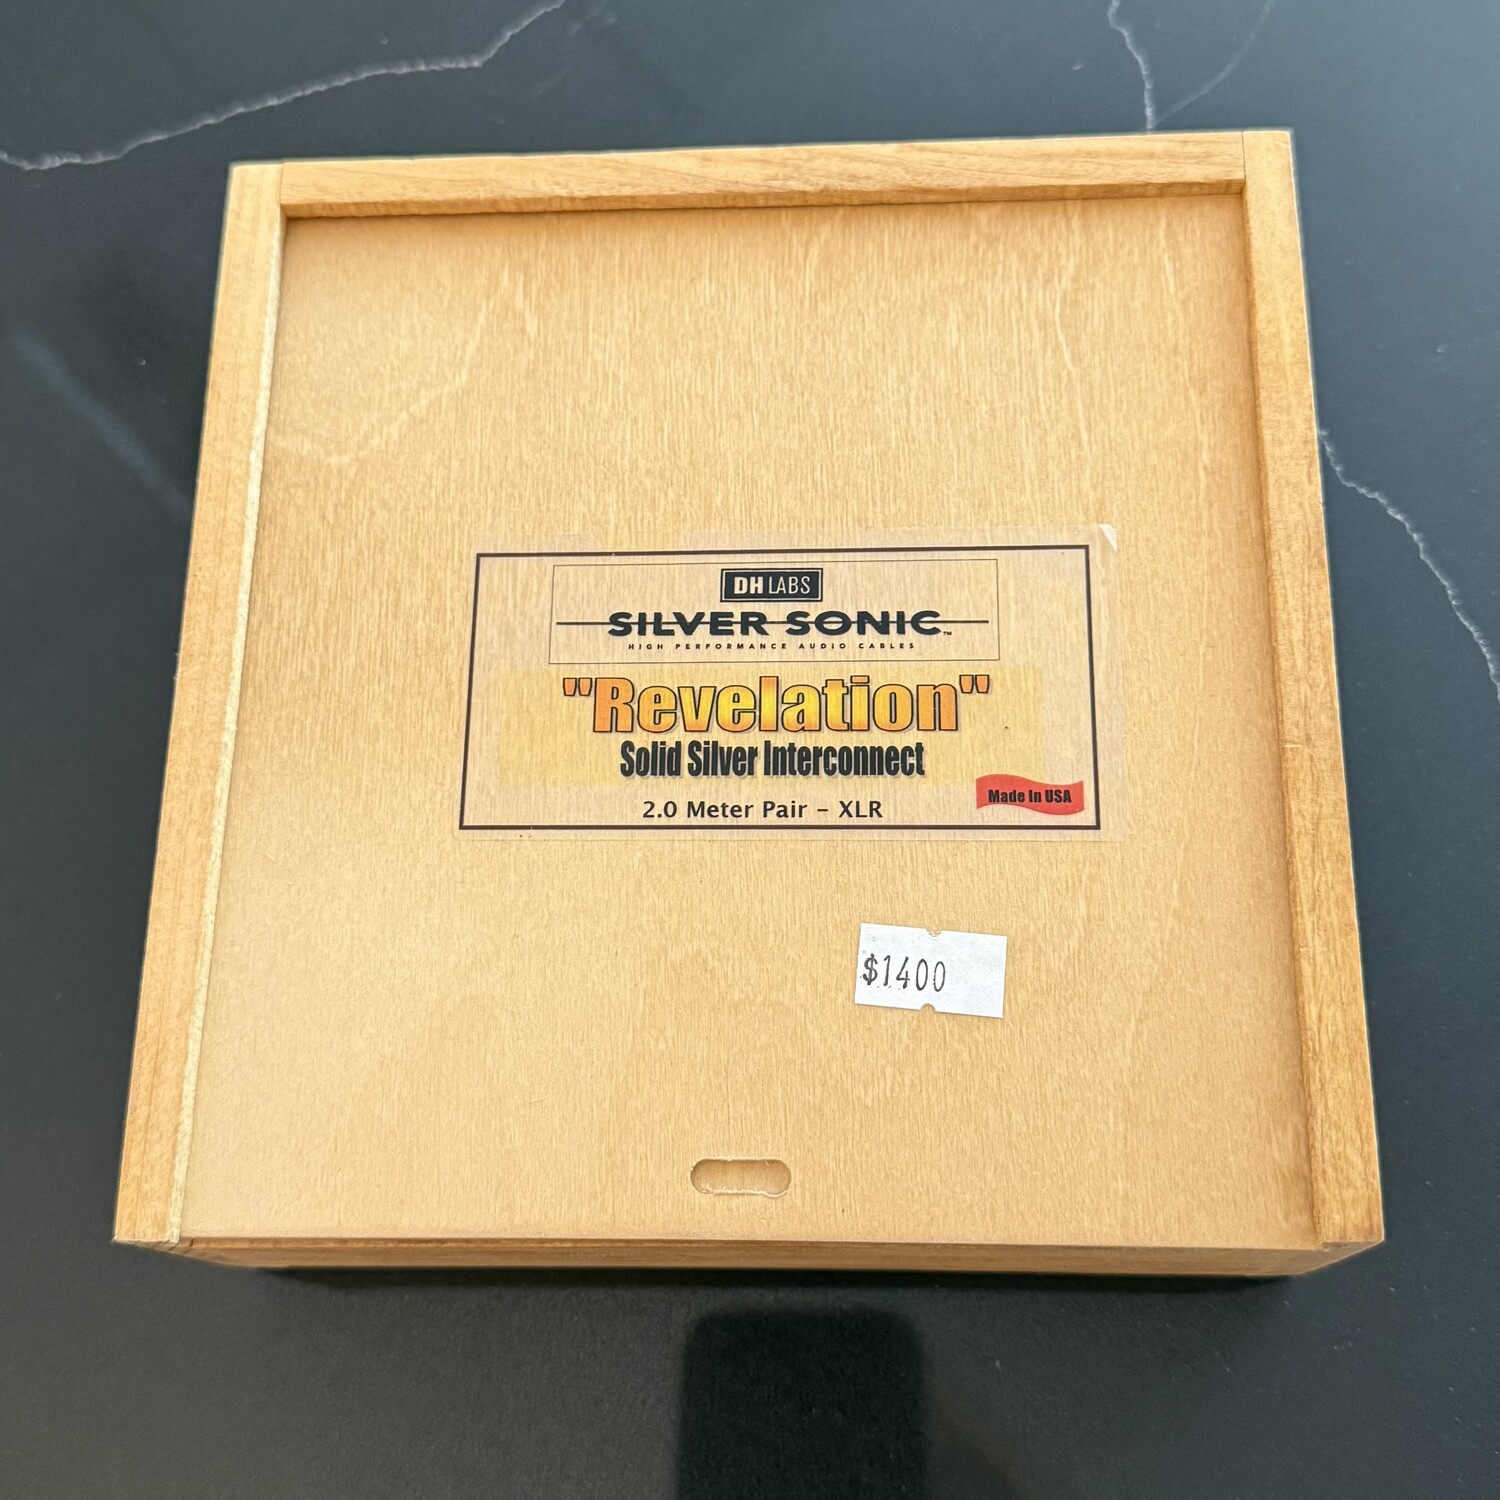 DH LABS
SILVER SONIC™
HIGH PERFORMANCE AUDIO CABLES
"Revelation"
Solid Silver Interconnect
Made In USA
2.0 Meter Pair – XLR
$1400